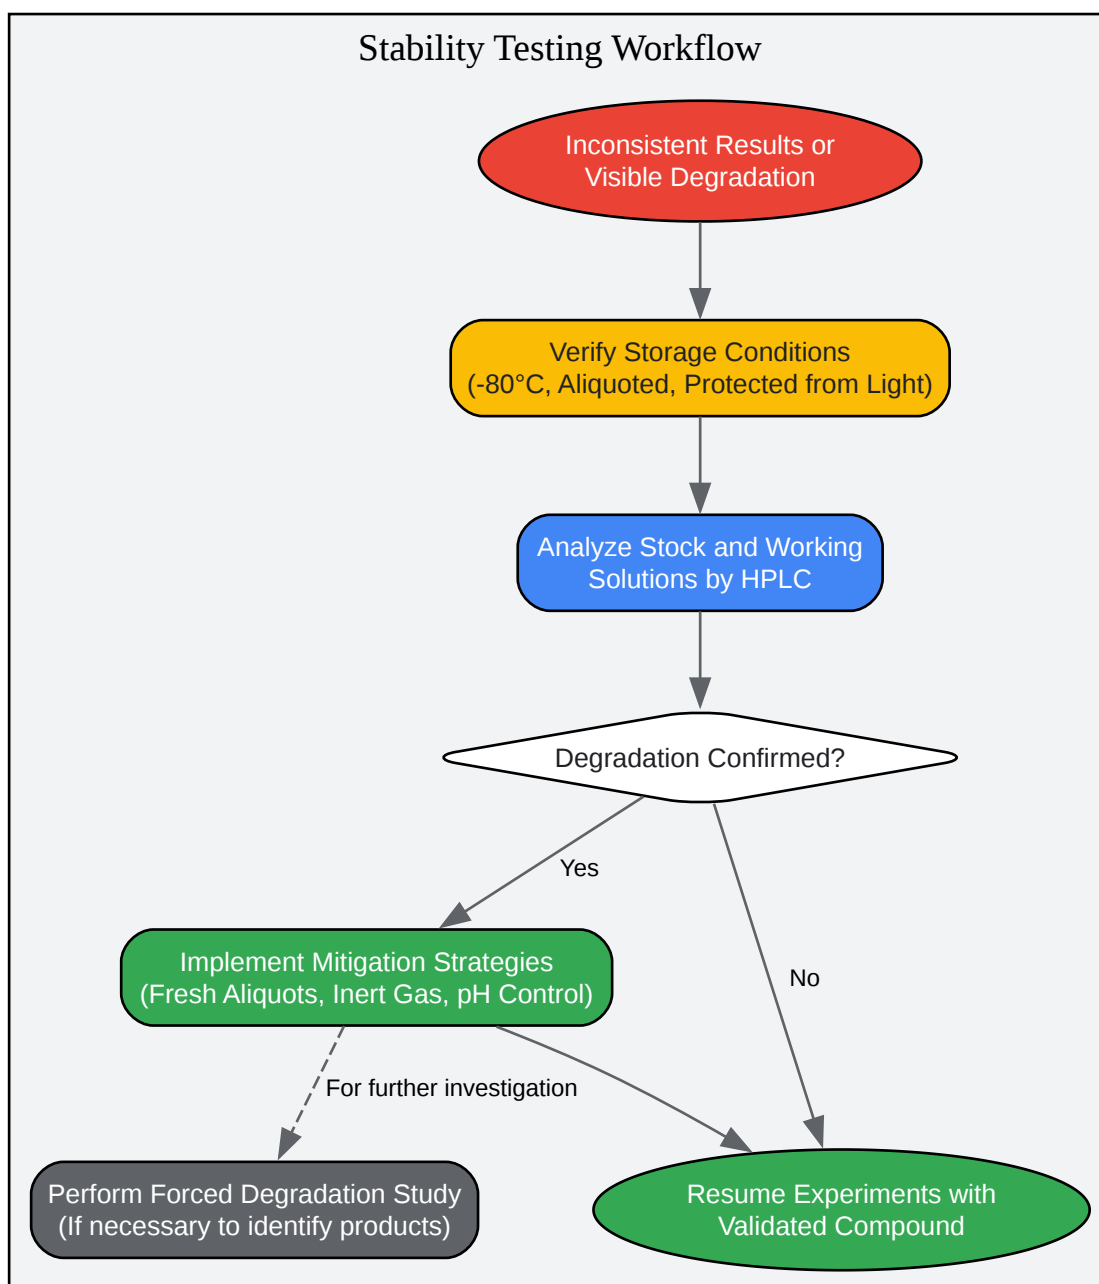 Stability Testing Workflow
Inconsistent Results or
Visible Degradation
Verify Storage Conditions
(-80°C, Aliquoted, Protected from Light)
Analyze Stock and Working
Solutions by HPLC
Degradation Confirmed?
Yes
Implement Mitigation Strategies
(Fresh Aliquots, Inert Gas, pH Control)
No
For further investigation
Perform Forced Degradation Study
(If necessary to identify products)
Resume Experiments with
Validated Compound